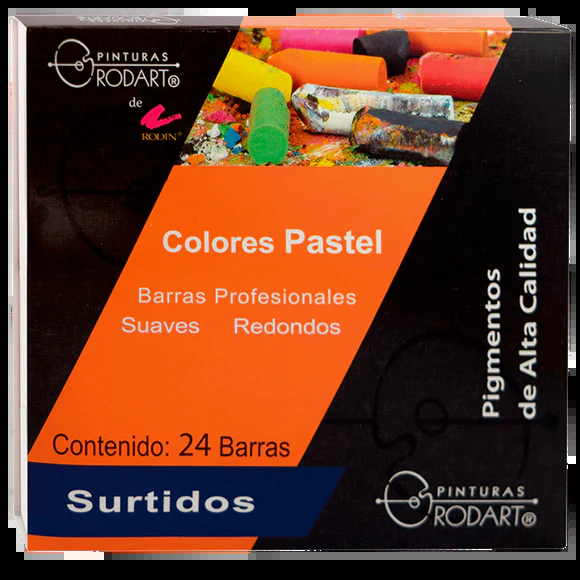 PINTURAS
RODART®
de
RODIN®
Colores Pastel
Barras Profesionales
Suaves Redondos
Pigmentos
de Alta Calidad
Contenido: 24 Barras
Surtidos
PINTURAS
RODART®